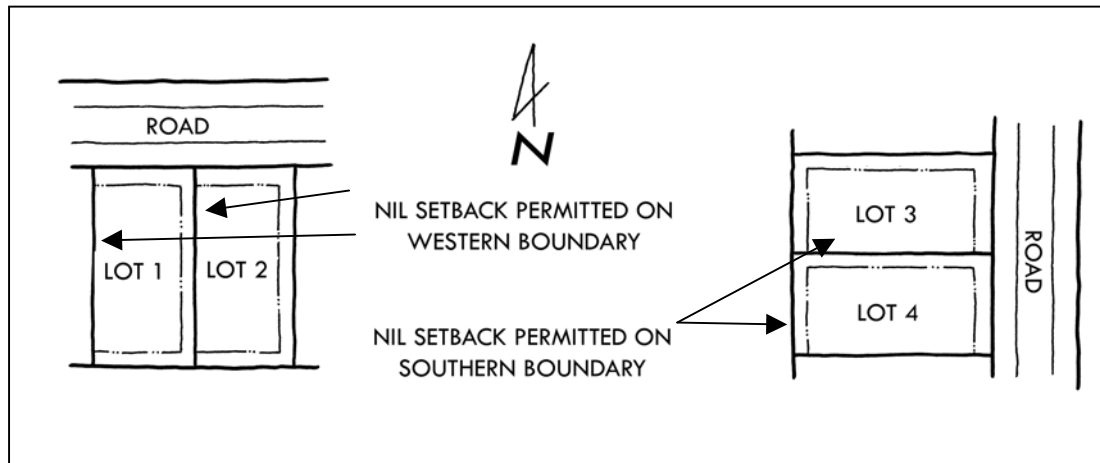 ROAD
N
NIL SETBACK PERMITTED ON
WESTERN BOUNDARY
LOT 1
LOT 2
NIL SETBACK PERMITTED ON
SOUTHERN BOUNDARY
LOT 3
LOT 4
ROAD